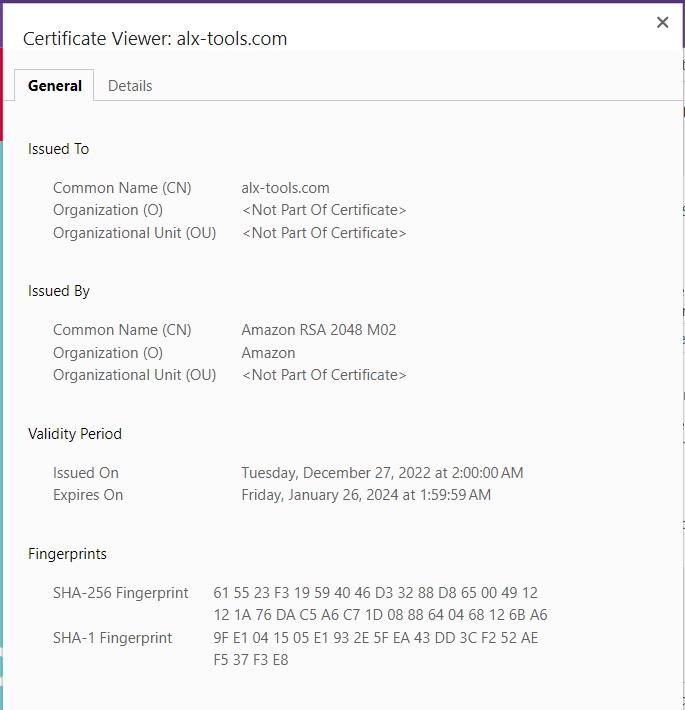 Certificate Viewer: alx-tools.com
General Details
Issued To
Common Name (CN) alx-tools.com
Organization (O) <Not Part Of Certificate>
Organizational Unit (OU) <Not Part Of Certificate>
Issued By
Common Name (CN) Amazon RSA 2048 M02
Organization (O) Amazon
Organizational Unit (OU) <Not Part Of Certificate>
Validity Period
Issued On Tuesday, December 27, 2022 at 2:00:00 AM
Expires On Friday, January 26, 2024 at 1:59:59 AM
Fingerprints
SHA-256 Fingerprint 61 55 23 F3 19 59 40 46 D3 32 88 D8 65 00 49 12
12 1A 76 DA C5 A6 C7 1D 08 88 64 04 68 12 6B A6
SHA-1 Fingerprint 9F E1 04 15 05 E1 93 2E 5F EA 43 DD 3C F2 52 AE
F5 37 F3 E8